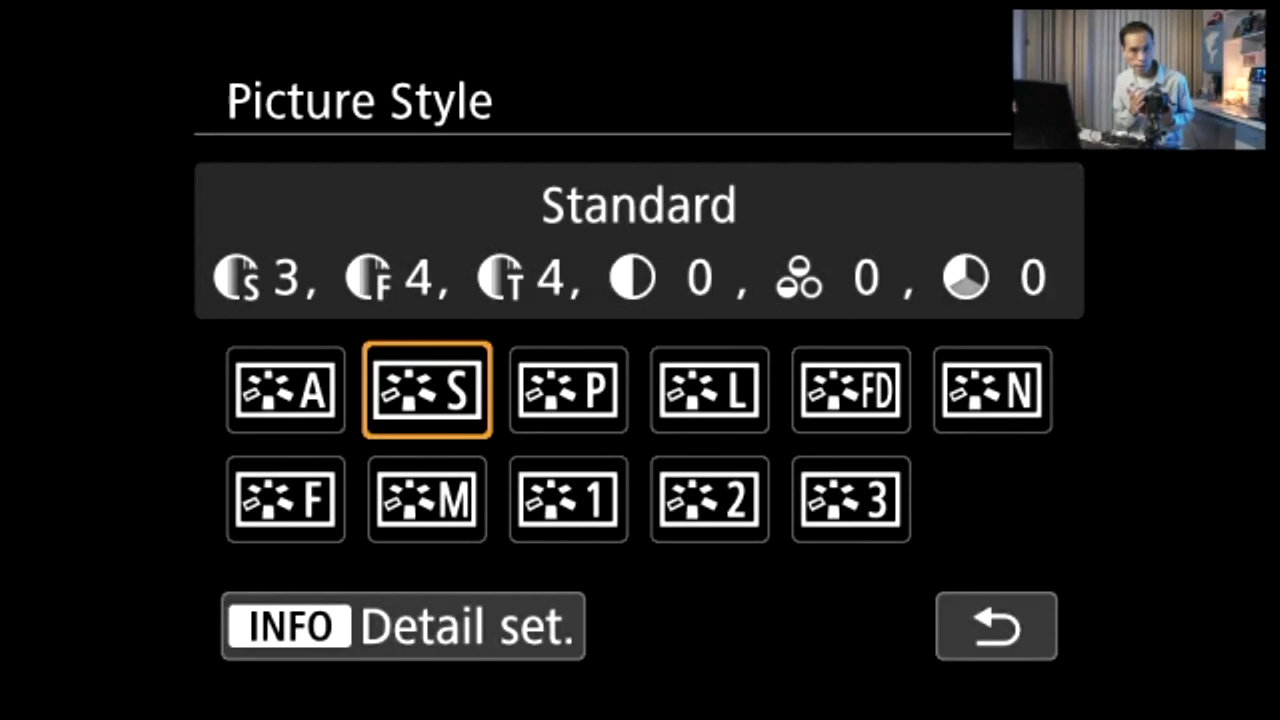 Picture Style
Standard
S 3, F 4, T 4, 0 , 0 , 0
A S P L FD N
F M 1 2 3
INFO Detail set.